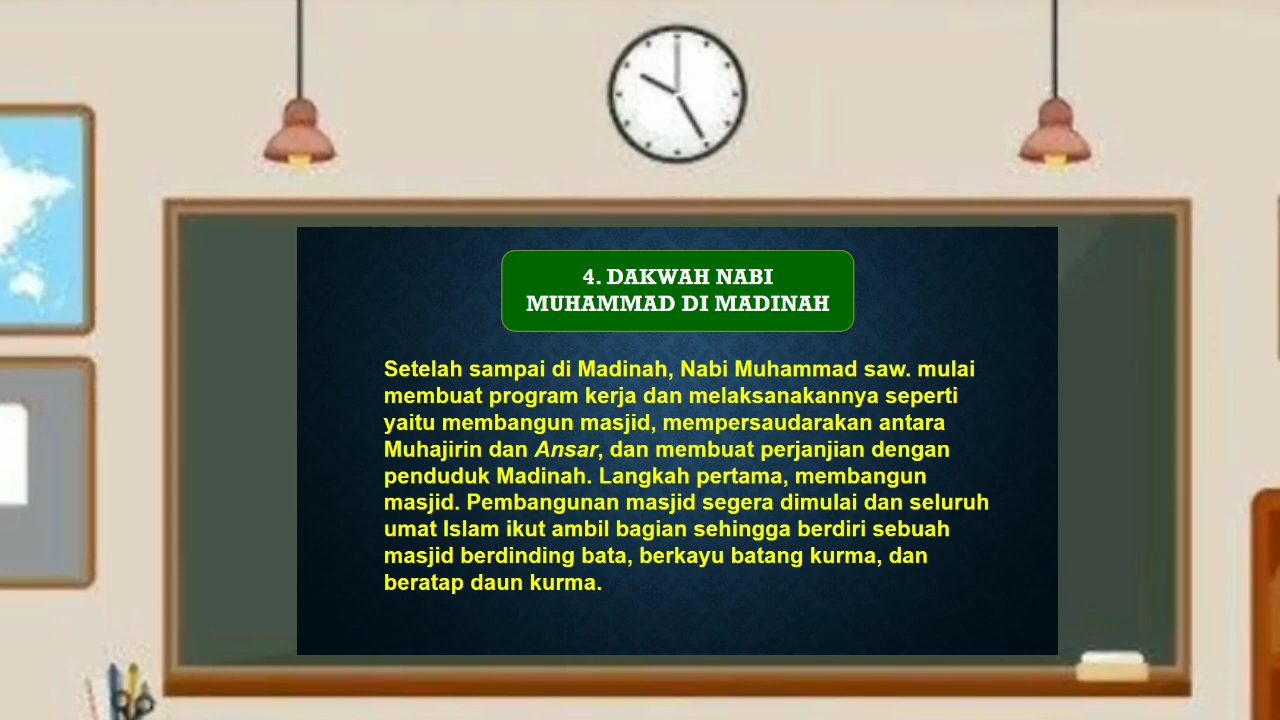 4. DAKWAH NABI
MUHAMMAD DI MADINAH
Setelah sampai di Madinah, Nabi Muhammad saw. mulai
membuat program kerja dan melaksanakannya seperti
yaitu membangun masjid, mempersaudarakan antara
Muhajirin dan Ansar, dan membuat perjanjian dengan
penduduk Madinah. Langkah pertama, membangun
masjid. Pembangunan masjid segera dimulai dan seluruh
umat Islam ikut ambil bagian sehingga berdiri sebuah
masjid berdinding bata, berkayu batang kurma, dan
beratap daun kurma.